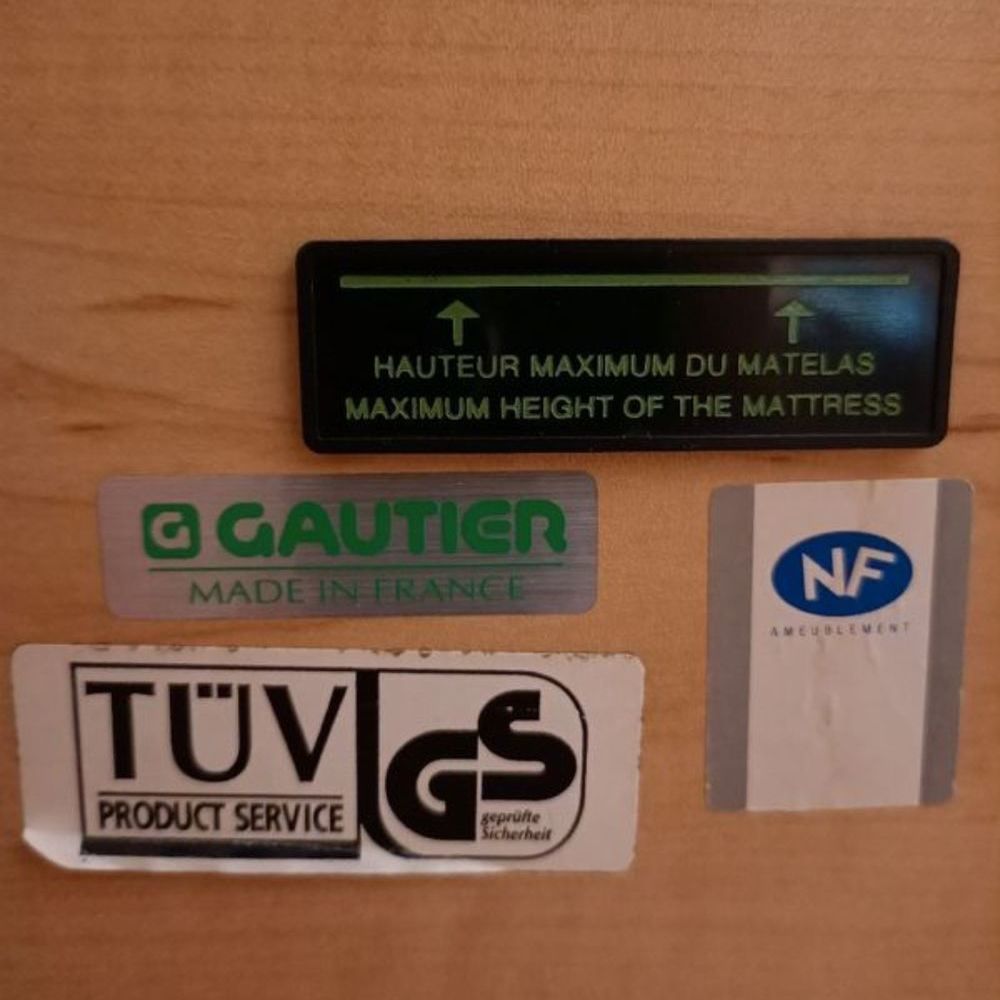 HAUTEUR MAXIMUM DU MATELAS
MAXIMUM HEIGHT OF THE MATTRESS
G GAUTIER
MADE IN FRANCE
NF
AMEUBLEMENT
TÜV
PRODUCT SERVICE
GS
geprüfte
Sicherheit